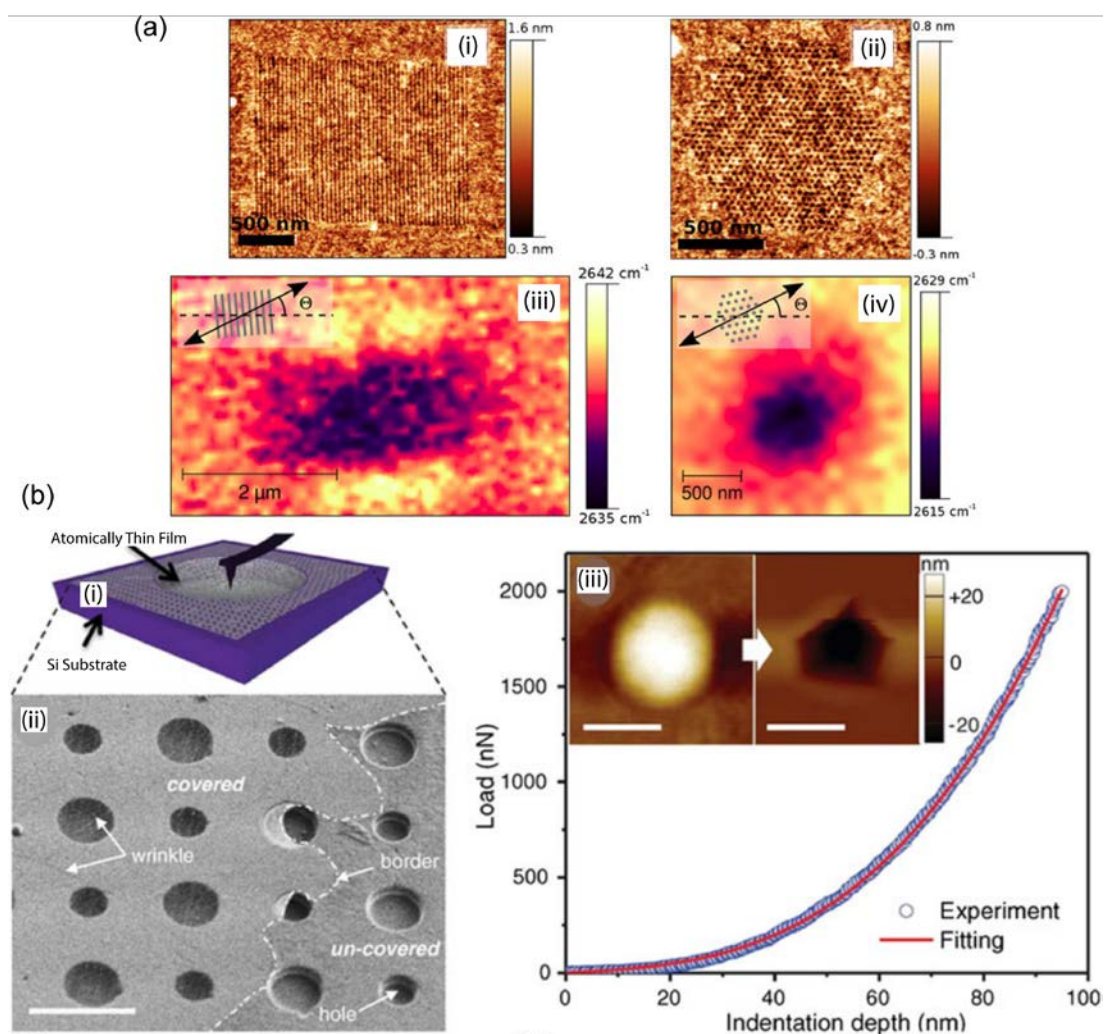 (a)
(i)
1.6 nm
0.3 nm
500 nm
(ii)
0.8 nm
-0.3 nm
500 nm
(iii)
Θ
2642 cm⁻¹
2635 cm⁻¹
2 µm
(iv)
Θ
2629 cm⁻¹
2615 cm⁻¹
500 nm
(b)
Atomically Thin Film
(i)
Si Substrate
(ii)
covered
wrinkle
border
un-covered
hole
(iii)
nm
+20
0
-20
Load (nN)
2000
1500
1000
500
0
Experiment
Fitting
0 20 40 60 80 100
Indentation depth (nm)